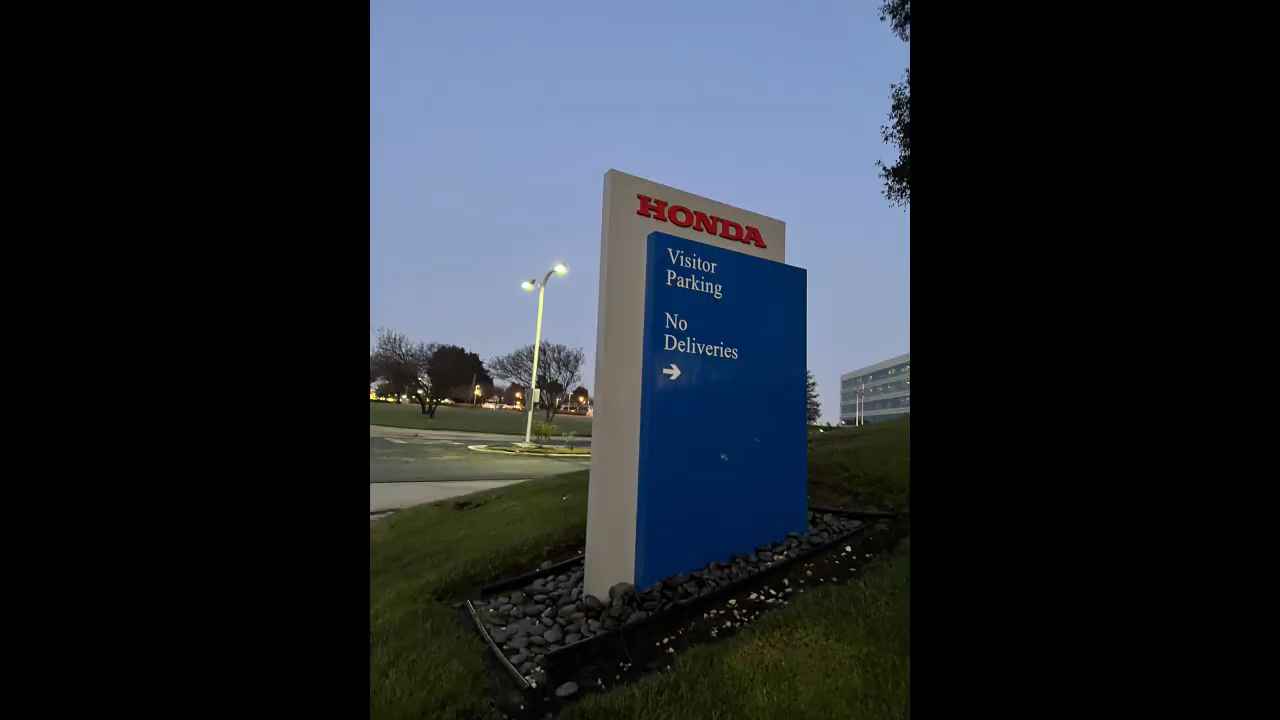 HONDA
Visitor
Parking
No
Deliveries
→